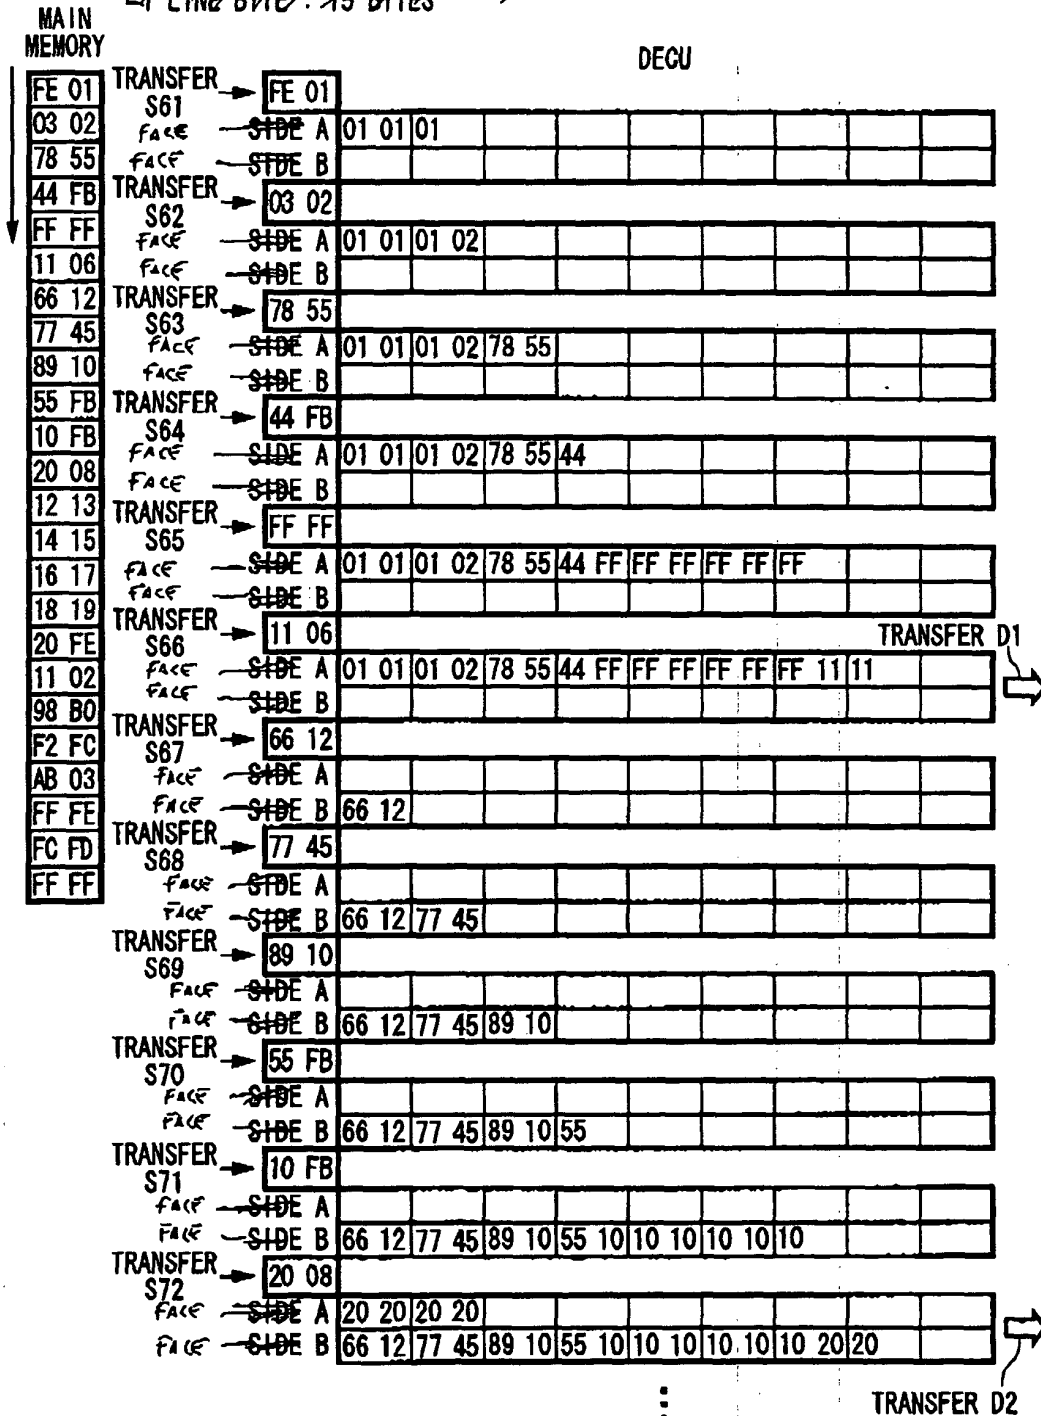 1 LINE BYTE : 15 BYTES
MAIN MEMORY
DECU
FE 01
03 02
78 55
44 FB
FF FF
11 06
66 12
77 45
89 10
55 FB
10 FB
20 08
12 13
14 15
16 17
18 19
20 FE
11 02
98 B0
F2 FC
AB 03
FF FE
FC FD
FF FF
TRANSFER S61 FE 01
FACE SIDE A 01 01 01
FACE SIDE B
TRANSFER S62 03 02
FACE SIDE A 01 01 01 02
FACE SIDE B
TRANSFER S63 78 55
FACE SIDE A 01 01 01 02 78 55
FACE SIDE B
TRANSFER S64 44 FB
FACE SIDE A 01 01 01 02 78 55 44
FACE SIDE B
TRANSFER S65 FF FF
FACE SIDE A 01 01 01 02 78 55 44 FF FF FF FF FF FF
FACE SIDE B
TRANSFER S66 11 06
TRANSFER D1
FACE SIDE A 01 01 01 02 78 55 44 FF FF FF FF FF FF 11 11
FACE SIDE B
TRANSFER S67 66 12
FACE SIDE A
FACE SIDE B 66 12
TRANSFER S68 77 45
FACE SIDE A
FACE SIDE B 66 12 77 45
TRANSFER S69 89 10
FACE SIDE A
FACE SIDE B 66 12 77 45 89 10
TRANSFER S70 55 FB
FACE SIDE A
FACE SIDE B 66 12 77 45 89 10 55
TRANSFER S71 10 FB
FACE SIDE A
FACE SIDE B 66 12 77 45 89 10 55 10 10 10 10 10 10
TRANSFER S72 20 08
FACE SIDE A 20 20 20 20
FACE SIDE B 66 12 77 45 89 10 55 10 10 10 10 10 10 20 20
TRANSFER D2